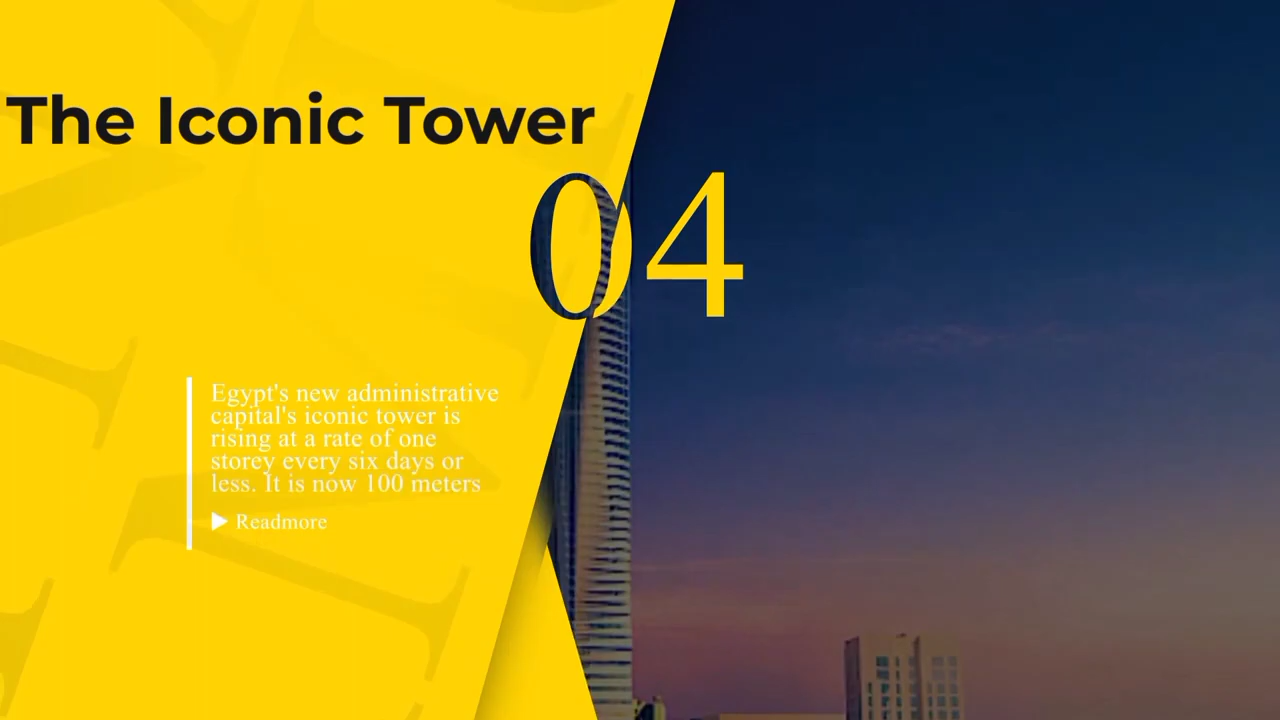 The Iconic Tower
04
Egypt's new administrative
capital's iconic tower is
rising at a rate of one
storey every six days or
less. It is now 100 meters
▶ Readmore